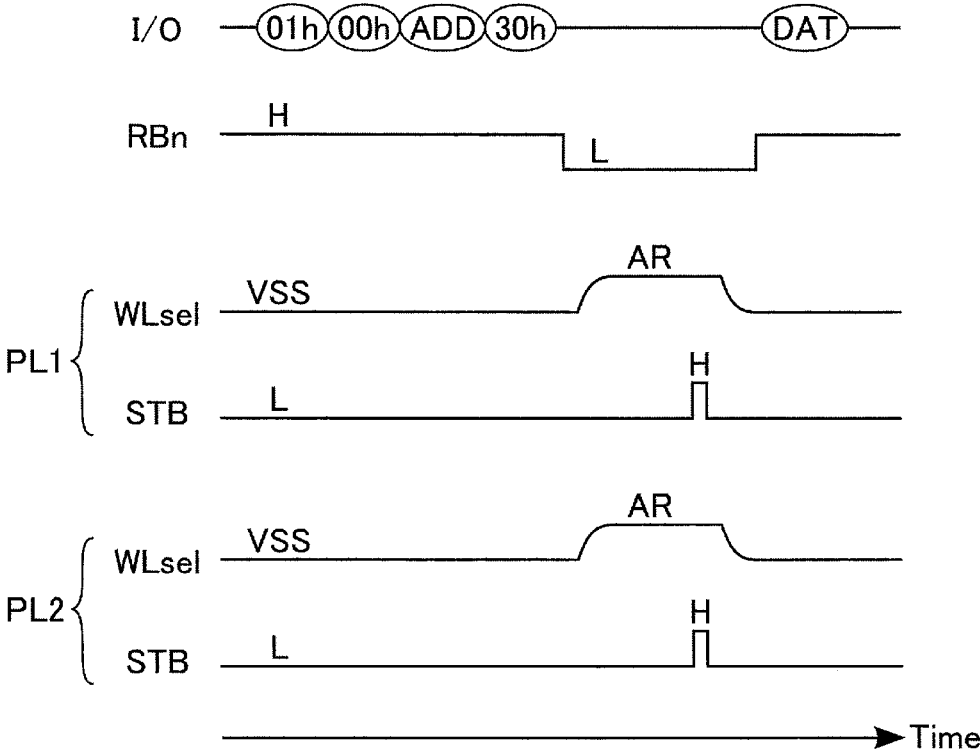 I/O 01h 00h ADD 30h DAT
RBn H L
PL1
WLsel VSS AR
STB L H
PL2
WLsel VSS AR
STB L H
Time